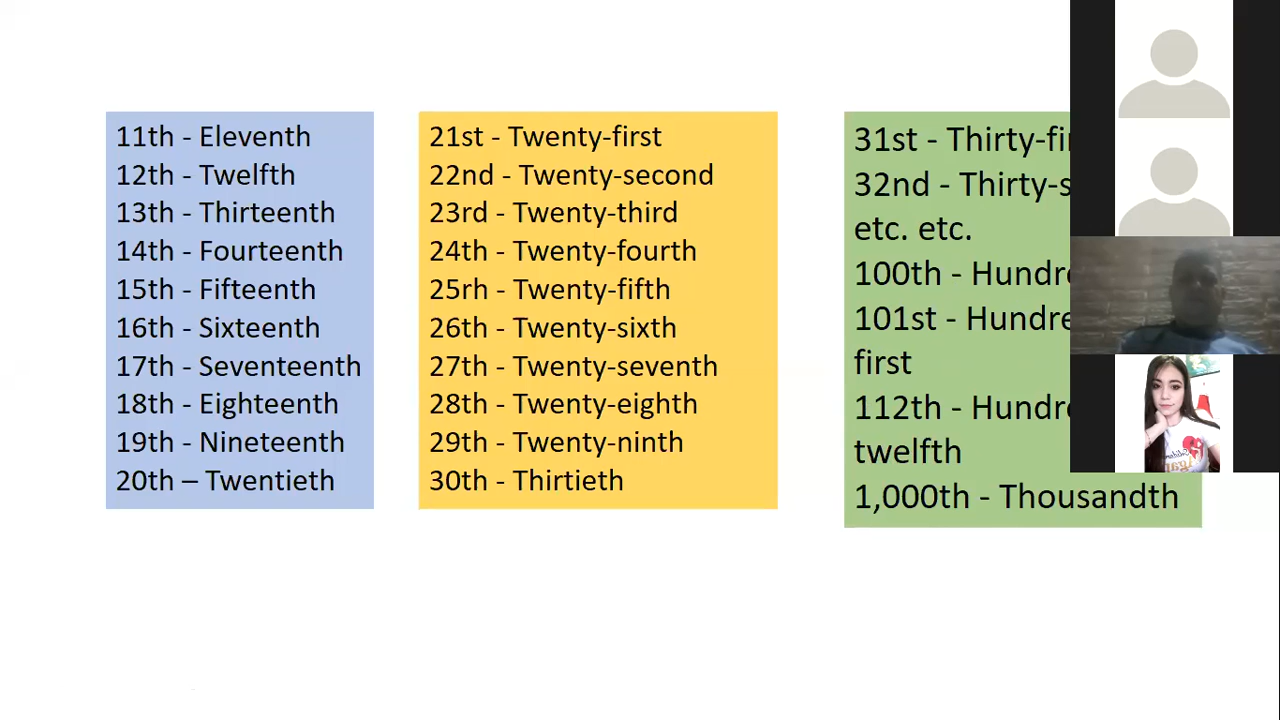 11th - Eleventh
12th - Twelfth
13th - Thirteenth
14th - Fourteenth
15th - Fifteenth
16th - Sixteenth
17th - Seventeenth
18th - Eighteenth
19th - Nineteenth
20th – Twentieth
21st - Twenty-first
22nd - Twenty-second
23rd - Twenty-third
24th - Twenty-fourth
25rh - Twenty-fifth
26th - Twenty-sixth
27th - Twenty-seventh
28th - Twenty-eighth
29th - Twenty-ninth
30th - Thirtieth
31st -
32nd -
etc. etc.
100th -
101st -
first
112th -
twelfth
1,000th - Thousandth